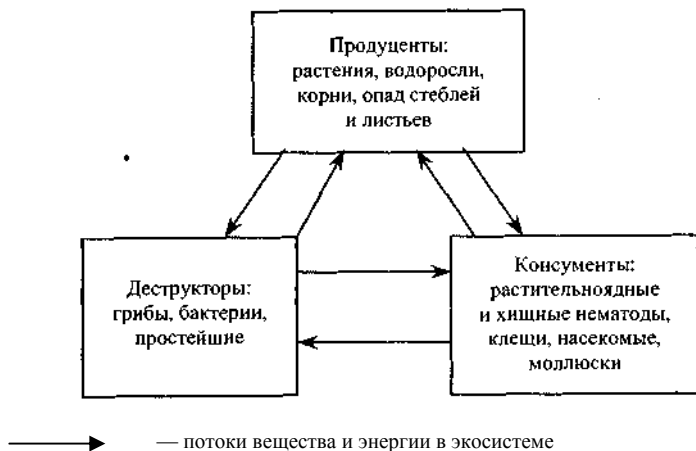 Продуценты:
растения, водоросли,
корни, опад стеблей
и листьев
Деструкторы:
грибы, бактерии,
простейшие
Консументы:
растительноядные
и хищные нематоды,
клещи, насекомые,
моллюски
— потоки вещества и энергии в экосистеме